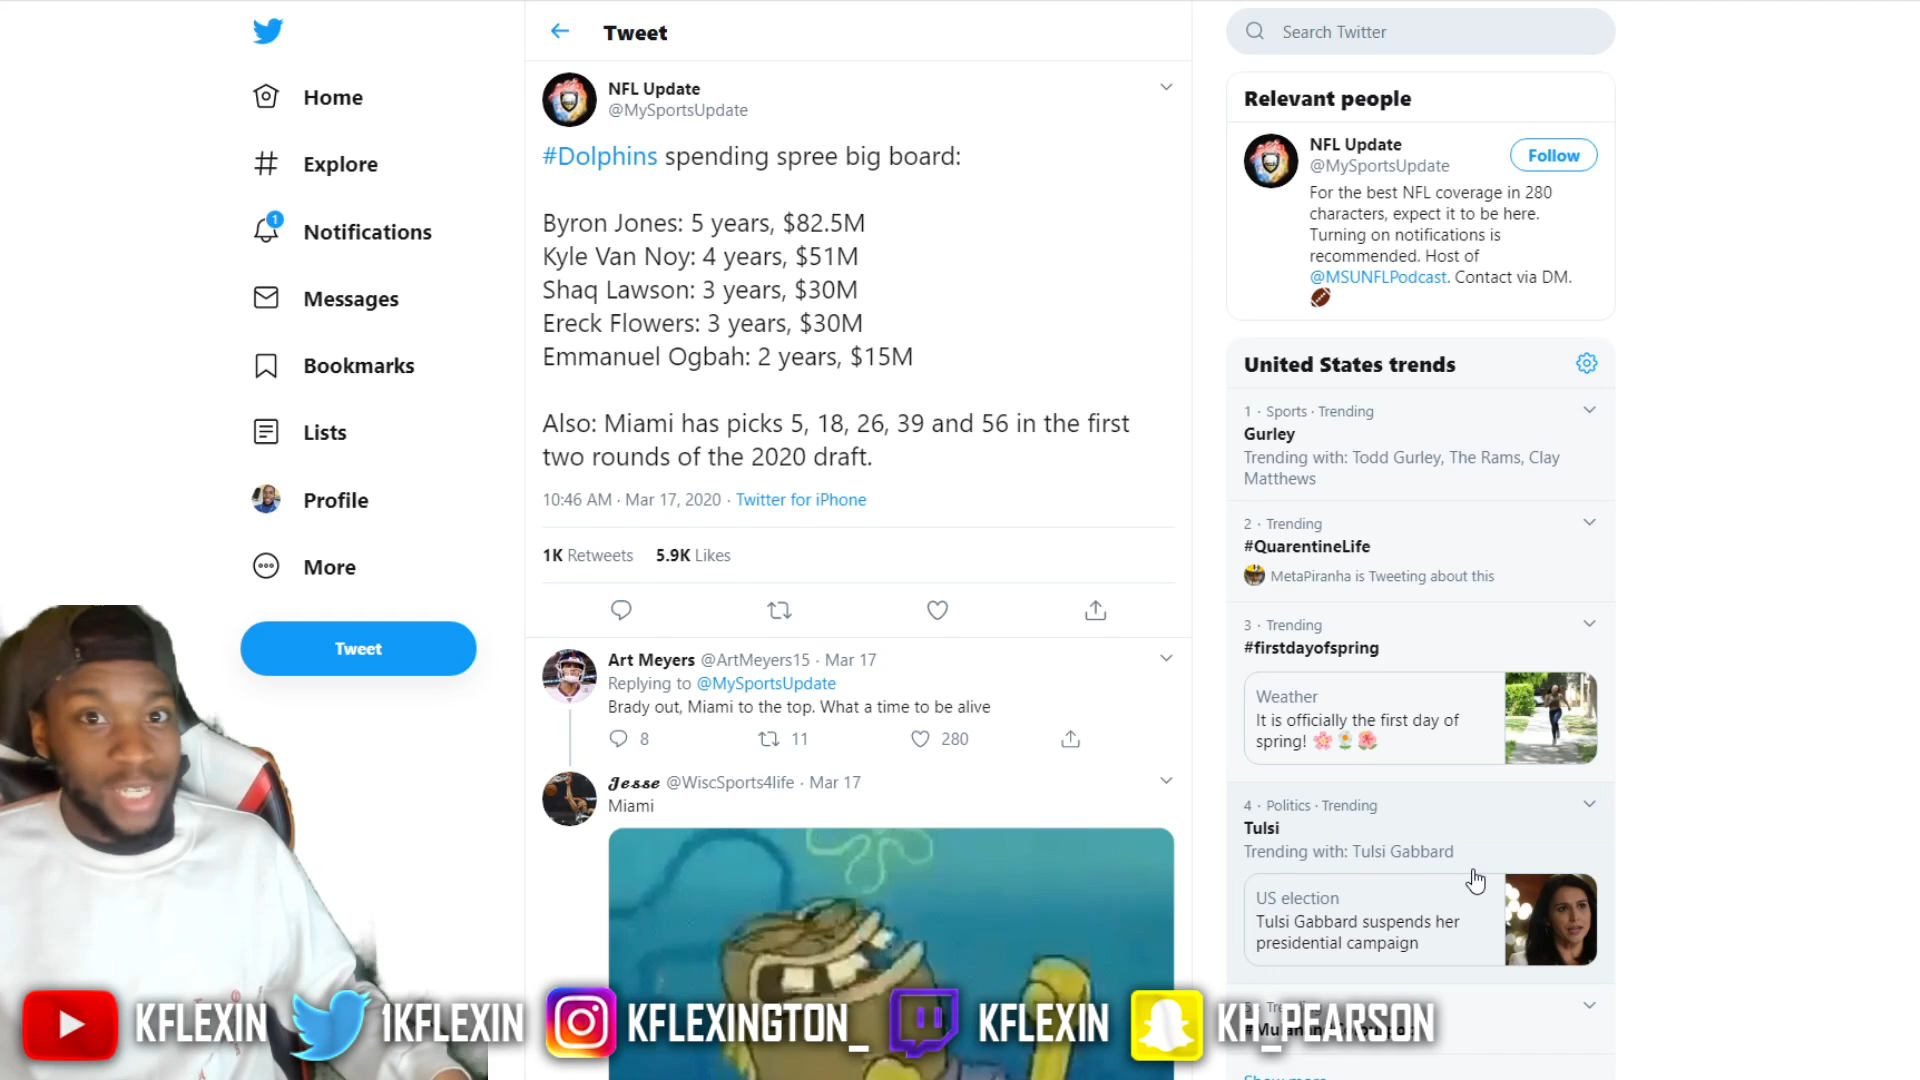 Home
Explore
1
Notifications
Messages
Bookmarks
Lists
Profile
More
Tweet
Tweet
NFL Update
@MySportsUpdate
#Dolphins spending spree big board:
Byron Jones: 5 years, $82.5M
Kyle Van Noy: 4 years, $51M
Shaq Lawson: 3 years, $30M
Ereck Flowers: 3 years, $30M
Emmanuel Ogbah: 2 years, $15M
Also: Miami has picks 5, 18, 26, 39 and 56 in the first
two rounds of the 2020 draft.
10:46 AM · Mar 17, 2020 · Twitter for iPhone
1K Retweets 5.9K Likes
Art Meyers @ArtMeyers15 · Mar 17
Replying to @MySportsUpdate
Brady out, Miami to the top. What a time to be alive
8 11 280
Jesse @WiscSports4life · Mar 17
Miami
Search Twitter
Relevant people
NFL Update
@MySportsUpdate
Follow
For the best NFL coverage in 280
characters, expect it to be here.
Turning on notifications is
recommended. Host of
@MSUNFLPodcast. Contact via DM.
United States trends
1 · Sports · Trending
Gurley
Trending with: Todd Gurley, The Rams, Clay
Matthews
2 · Trending
#QuarentineLife
MetaPiranha is Tweeting about this
3 · Trending
#firstdayofspring
Weather
It is officially the first day of
spring!
4 · Politics · Trending
Tulsi
Trending with: Tulsi Gabbard
US election
Tulsi Gabbard suspends her
presidential campaign
KFLEXIN 1KFLEXIN KFLEXINGTON_ KFLEXIN KH_PEARSON
Show more